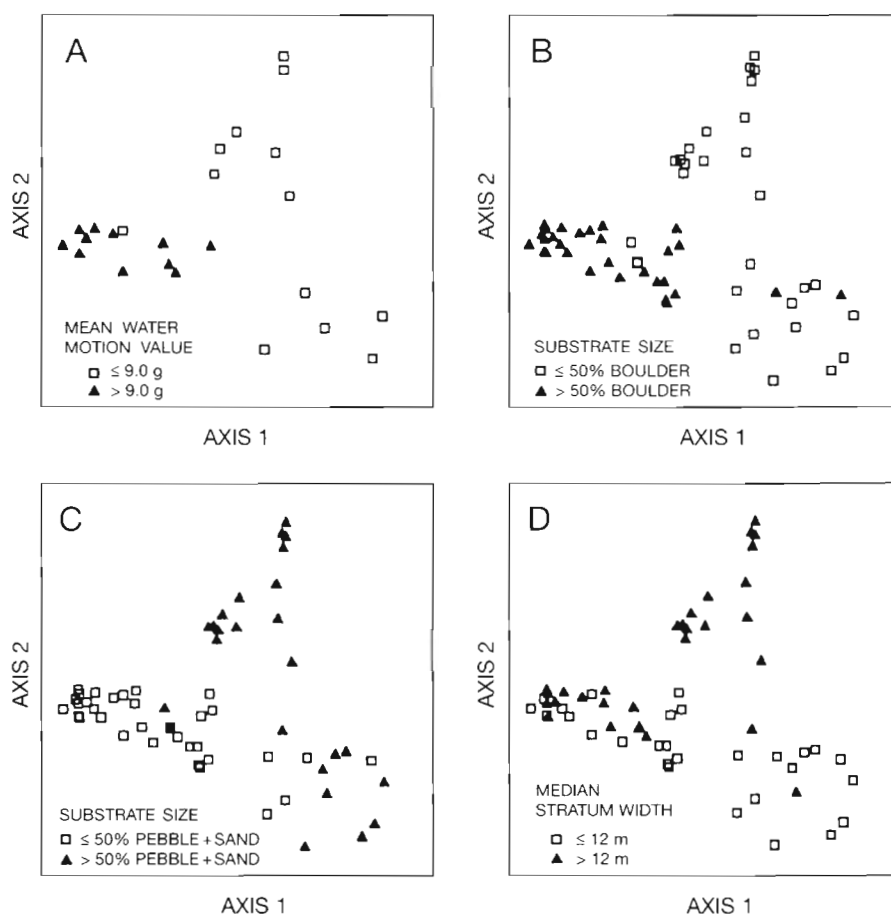 A
AXIS 2
MEAN WATER
MOTION VALUE
≤ 9.0 g
> 9.0 g
AXIS 1
B
AXIS 2
SUBSTRATE SIZE
≤ 50% BOULDER
> 50% BOULDER
AXIS 1
C
AXIS 2
SUBSTRATE SIZE
≤ 50% PEBBLE+SAND
> 50% PEBBLE+SAND
AXIS 1
D
AXIS 2
MEDIAN
STRATUM WIDTH
≤ 12 m
> 12 m
AXIS 1